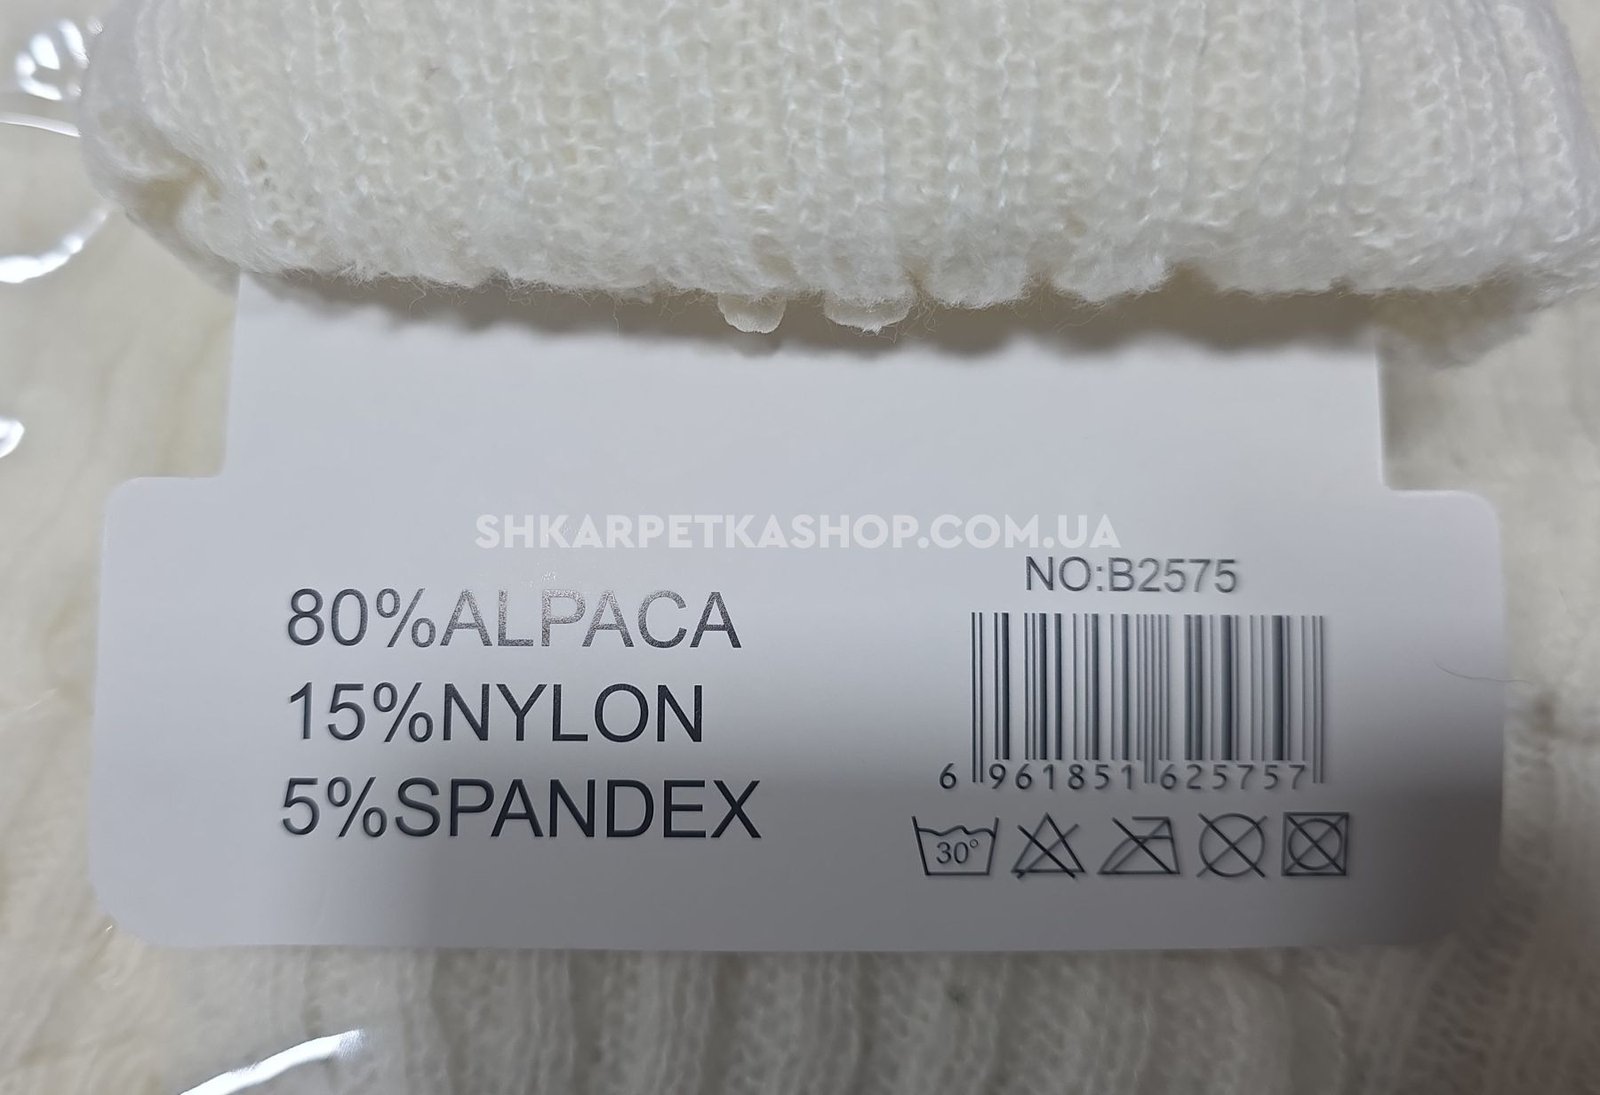 SHKARPETKASHOP.COM.UA
NO:B2575
80%ALPACA
15%NYLON
5%SPANDEX
6 961851 625757
30°